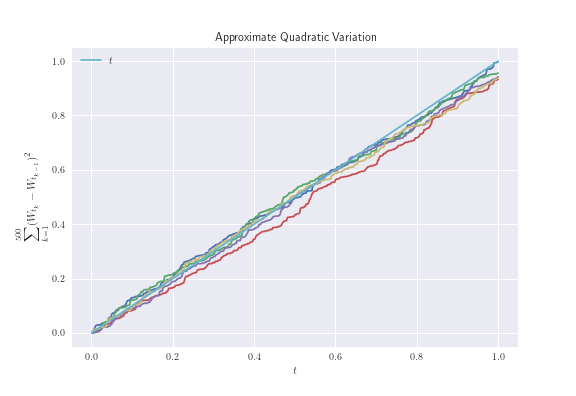 Approximate Quadratic Variation
t
1.0
0.8
0.6
0.4
0.2
0.0
∑_{k=1}^{500} (W_{t_k} − W_{t_{k−1}})^2
0.0 0.2 0.4 0.6 0.8 1.0
t